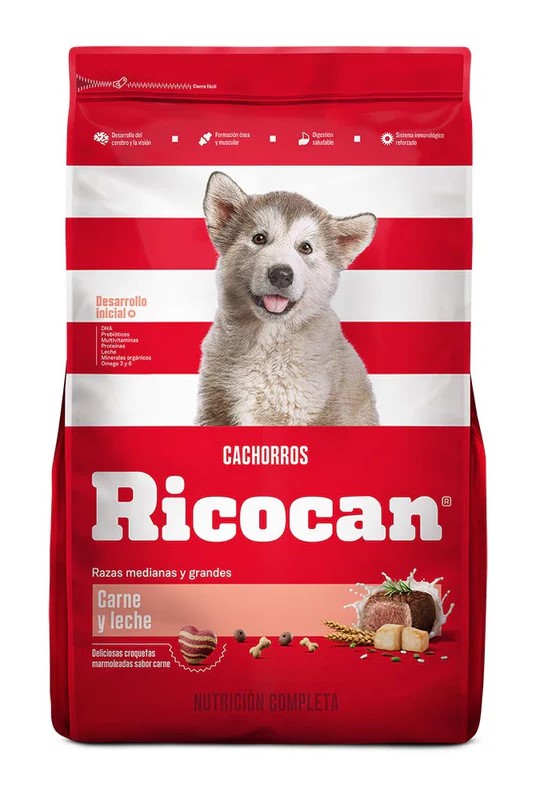 Cierra Fácil
Desarrollo del
cerebro y la visión
Formación ósea
y muscular
Digestión
saludable
Sistema inmunológico
reforzado
Desarrollo
inicial
DHA
Probióticos
Multivitaminas
Proteínas
Leche
Minerales orgánicos
Omega 3 y 6
CACHORROS
Ricocan®
Razas medianas y grandes
Carne
y leche
Deliciosas croquetas
marmoleadas sabor carne
NUTRICIÓN COMPLETA